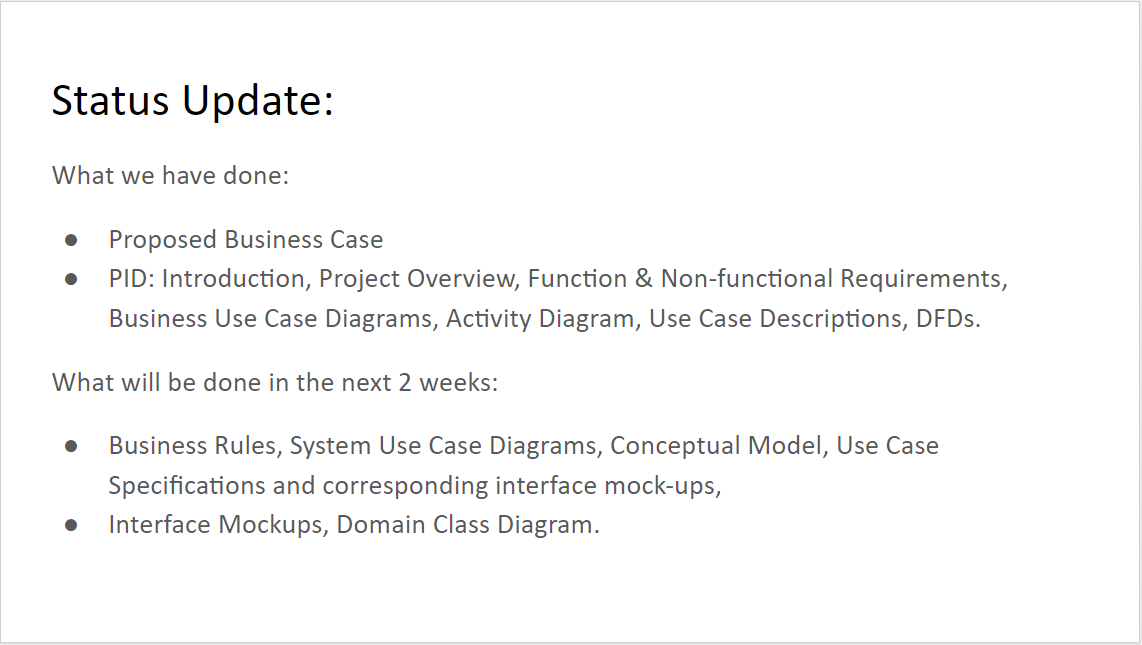 Status Update:
What we have done:
● Proposed Business Case
● PID: Introduction, Project Overview, Function & Non-functional Requirements,
Business Use Case Diagrams, Activity Diagram, Use Case Descriptions, DFDs.
What will be done in the next 2 weeks:
● Business Rules, System Use Case Diagrams, Conceptual Model, Use Case
Specifications and corresponding interface mock-ups,
● Interface Mockups, Domain Class Diagram.